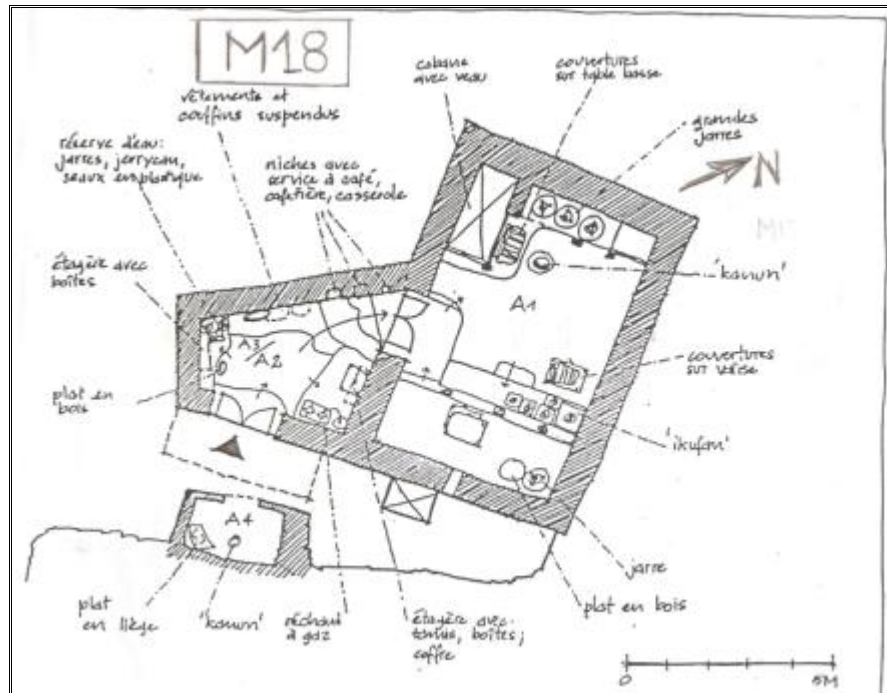 M18
cabane
avec veau
couvertures
sur table basse
vêtements et
couffins suspendus
grandes
jarres
réserve d'eau:
jarres, jerrycan,
seaux en plastique
niches avec
service à café,
cafetière, casserole
N
étagère avec
boîtes
'kanun'
A1
A3
A2
couvertures
sur valise
plat en
bois
'ikufan'
A4
jarre
plat
en liège
'kanun'
réchaud
à gaz
étagère avec
boîtes;
coffre
plat en bois
0
5M